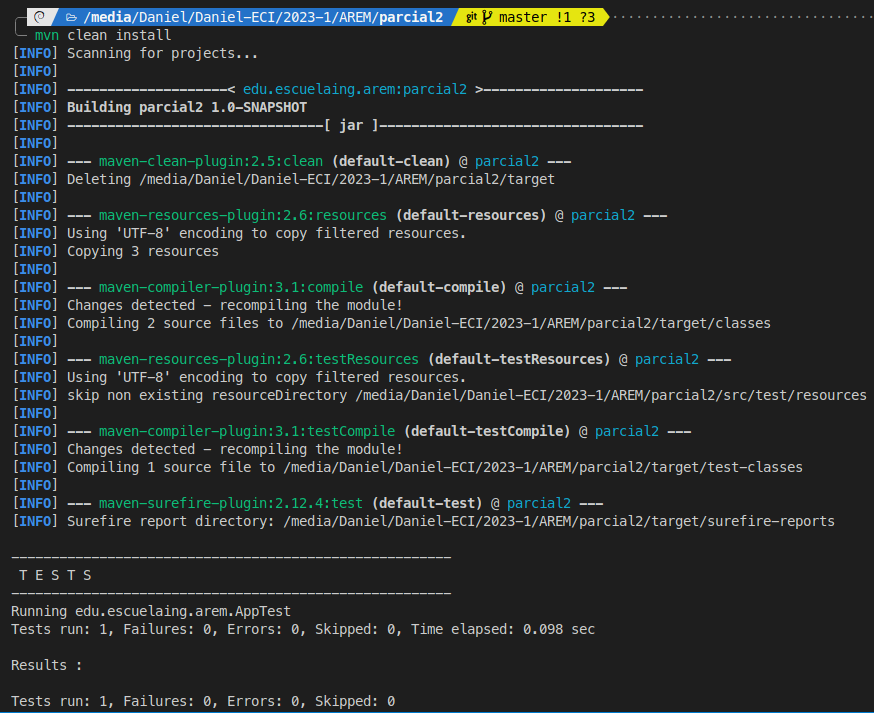 /media/Daniel/Daniel-ECI/2023-1/AREM/parcial2 git master !1 ?3
mvn clean install
[INFO] Scanning for projects...
[INFO]
[INFO] --------------------< edu.escuelaing.arem:parcial2 >--------------------
[INFO] Building parcial2 1.0-SNAPSHOT
[INFO] --------------------------------[ jar ]---------------------------------
[INFO]
[INFO] --- maven-clean-plugin:2.5:clean (default-clean) @ parcial2 ---
[INFO] Deleting /media/Daniel/Daniel-ECI/2023-1/AREM/parcial2/target
[INFO]
[INFO] --- maven-resources-plugin:2.6:resources (default-resources) @ parcial2 ---
[INFO] Using 'UTF-8' encoding to copy filtered resources.
[INFO] Copying 3 resources
[INFO]
[INFO] --- maven-compiler-plugin:3.1:compile (default-compile) @ parcial2 ---
[INFO] Changes detected - recompiling the module!
[INFO] Compiling 2 source files to /media/Daniel/Daniel-ECI/2023-1/AREM/parcial2/target/classes
[INFO]
[INFO] --- maven-resources-plugin:2.6:testResources (default-testResources) @ parcial2 ---
[INFO] Using 'UTF-8' encoding to copy filtered resources.
[INFO] skip non existing resourceDirectory /media/Daniel/Daniel-ECI/2023-1/AREM/parcial2/src/test/resources
[INFO]
[INFO] --- maven-compiler-plugin:3.1:testCompile (default-testCompile) @ parcial2 ---
[INFO] Changes detected - recompiling the module!
[INFO] Compiling 1 source file to /media/Daniel/Daniel-ECI/2023-1/AREM/parcial2/target/test-classes
[INFO]
[INFO] --- maven-surefire-plugin:2.12.4:test (default-test) @ parcial2 ---
[INFO] Surefire report directory: /media/Daniel/Daniel-ECI/2023-1/AREM/parcial2/target/surefire-reports
-------------------------------------------------------
T E S T S
-------------------------------------------------------
Running edu.escuelaing.arem.AppTest
Tests run: 1, Failures: 0, Errors: 0, Skipped: 0, Time elapsed: 0.098 sec
Results :
Tests run: 1, Failures: 0, Errors: 0, Skipped: 0